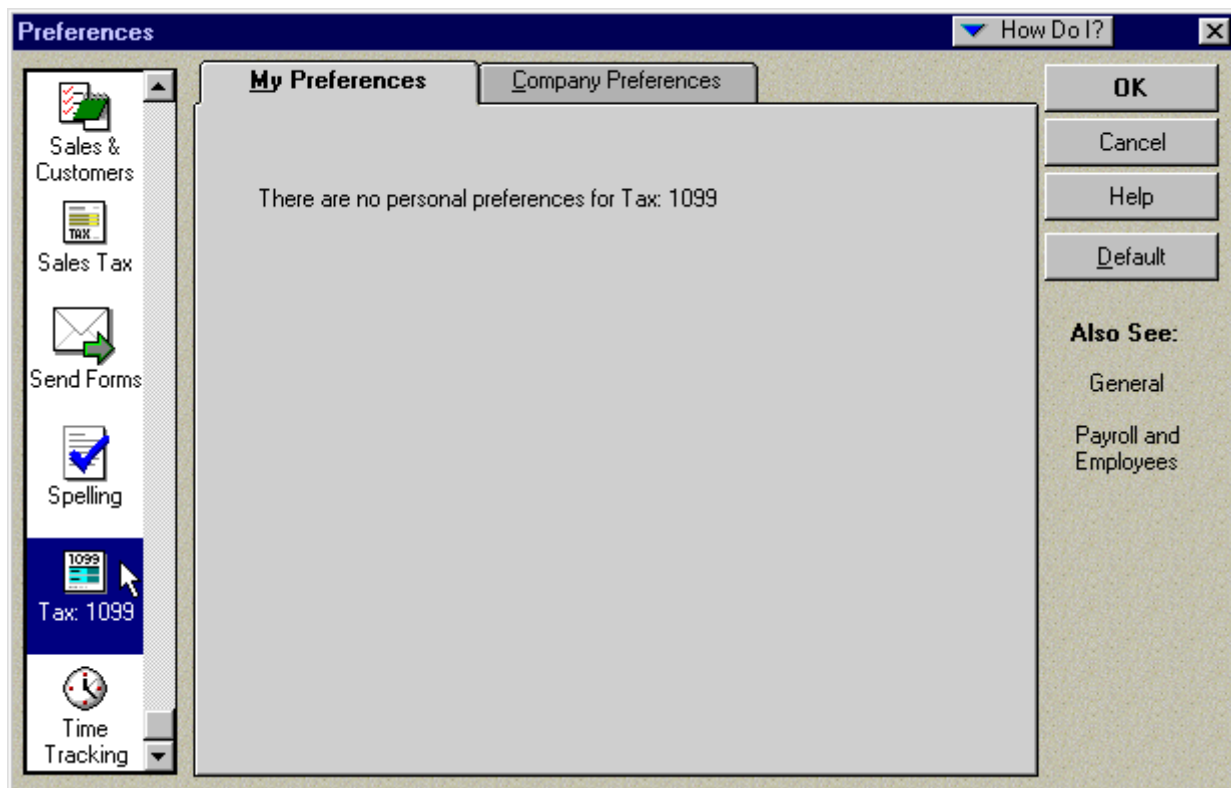 Preferences
How Do I?
My Preferences
Company Preferences
Sales &
Customers
TAX
Sales Tax
Send Forms
Spelling
1099
Tax: 1099
Time
Tracking
There are no personal preferences for Tax: 1099
OK
Cancel
Help
Default
Also See:
General
Payroll and
Employees